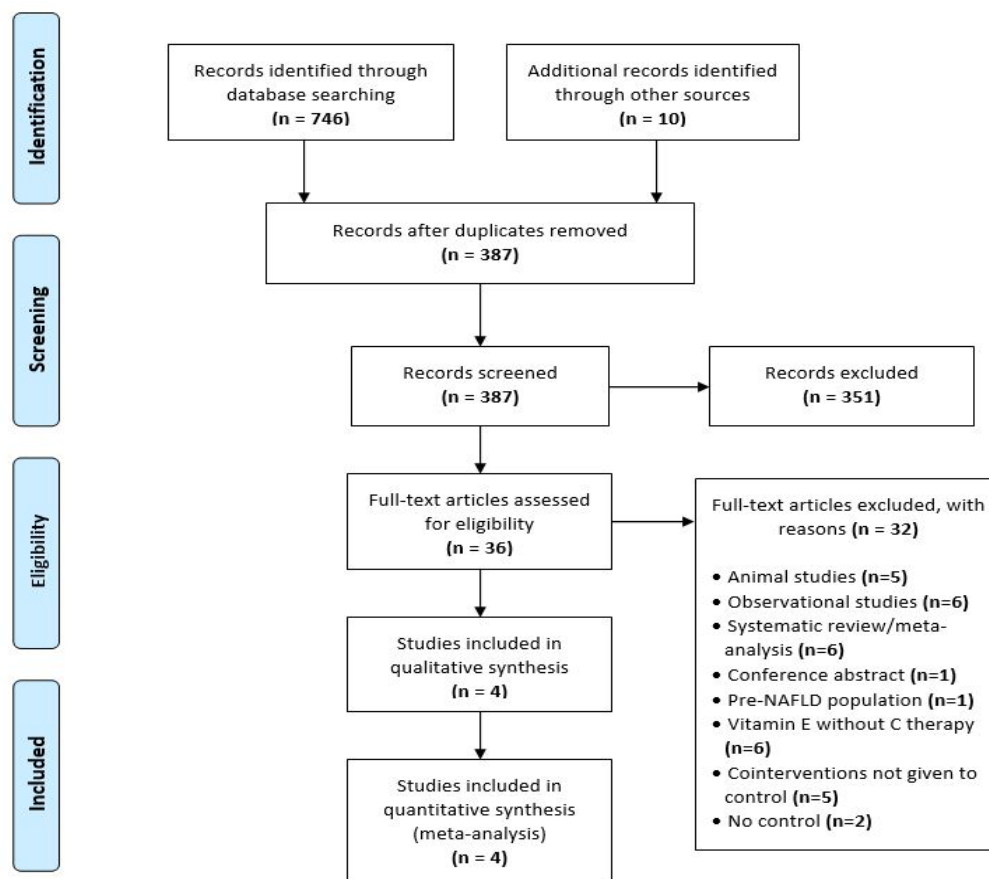 Identification
Records identified through
database searching
(n = 746)
Additional records identified
through other sources
(n = 10)
Records after duplicates removed
(n = 387)
Screening
Records screened
(n = 387)
Records excluded
(n = 351)
Eligibility
Full-text articles assessed
for eligibility
(n = 36)
Full-text articles excluded, with
reasons (n = 32)
• Animal studies (n=5)
• Observational studies (n=6)
• Systematic review/meta-
analysis (n=6)
• Conference abstract (n=1)
• Pre-NAFLD population (n=1)
• Vitamin E without C therapy
(n=6)
• Cointerventions not given to
control (n=5)
• No control (n=2)
Studies included in
qualitative synthesis
(n = 4)
Included
Studies included in
quantitative synthesis
(meta-analysis)
(n = 4)